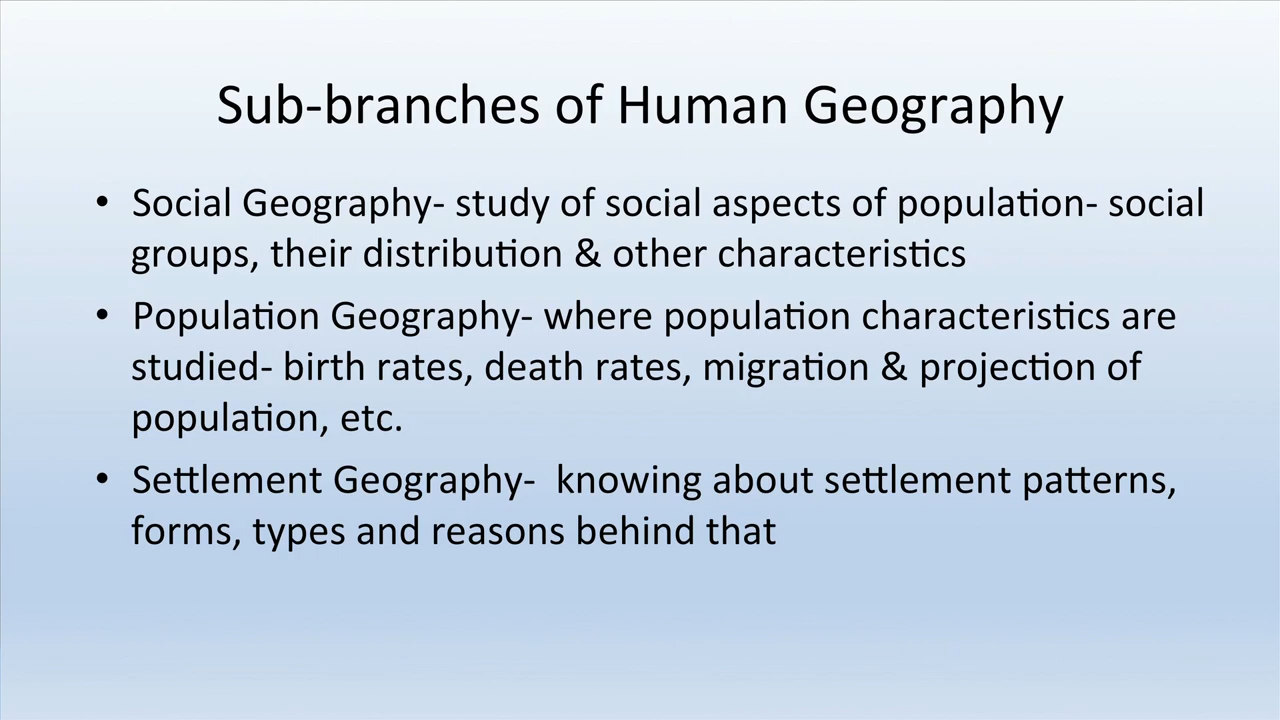 Sub-branches of Human Geography
• Social Geography- study of social aspects of population- social
groups, their distribution & other characteristics
• Population Geography- where population characteristics are
studied- birth rates, death rates, migration & projection of
population, etc.
• Settlement Geography-  knowing about settlement patterns,
forms, types and reasons behind that